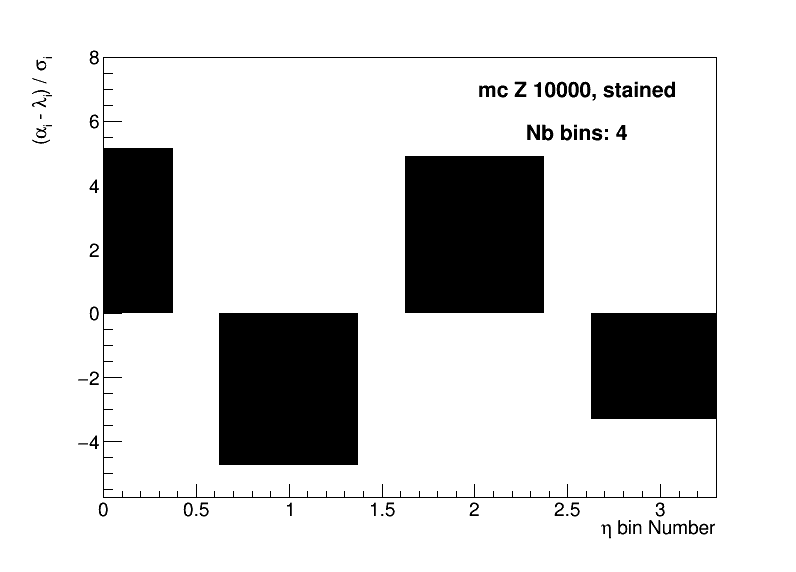 (αi - λi) / σi
mc Z 10000, stained
Nb bins: 4
8
6
4
2
0
−2
−4
0 0.5 1 1.5 2 2.5 3
η bin Number